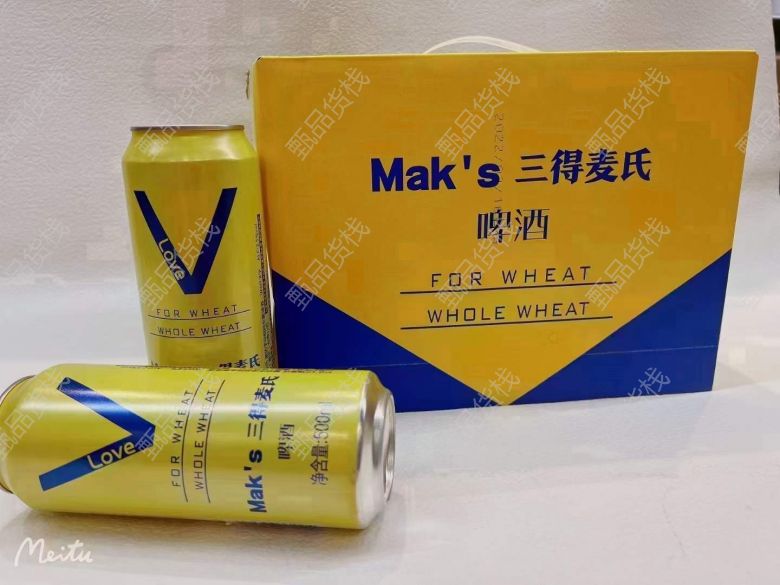 Mak's 三得麦氏
啤酒
FOR WHEAT
WHOLE WHEAT
V
Love
FOR WHEAT
WHOLE WHEAT
得麦氏
V
Love
FOR WHEAT
WHOLE WHEAT
Mak's 三得麦氏
啤酒
净含量:500ml
甄品货栈
Meitu